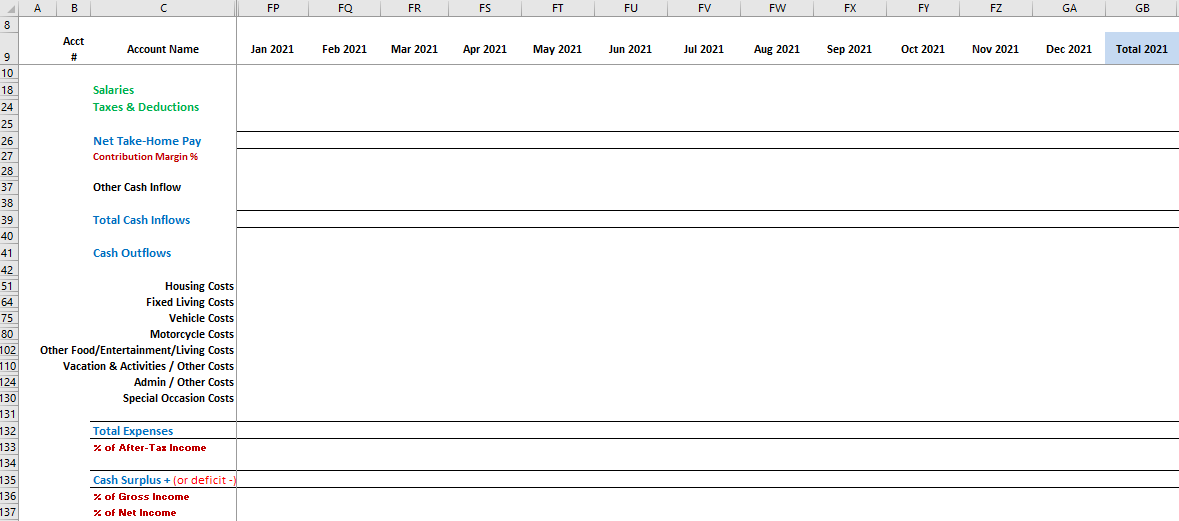 A B C FP FQ FR FS FT FU FV FW FX FY FZ GA GB
8
9 Acct # Account Name Jan 2021 Feb 2021 Mar 2021 Apr 2021 May 2021 Jun 2021 Jul 2021 Aug 2021 Sep 2021 Oct 2021 Nov 2021 Dec 2021 Total 2021
10
18 Salaries
24 Taxes & Deductions
25
26 Net Take-Home Pay
27 Contribution Margin %
28
37 Other Cash Inflow
38
39 Total Cash Inflows
40
41 Cash Outflows
42
51 Housing Costs
64 Fixed Living Costs
75 Vehicle Costs
80 Motorcycle Costs
102 Other Food/Entertainment/Living Costs
110 Vacation & Activities / Other Costs
124 Admin / Other Costs
130 Special Occasion Costs
131
132 Total Expenses
133 % of After-Tax Income
134
135 Cash Surplus + (or deficit -)
136 % of Gross Income
137 % of Net Income